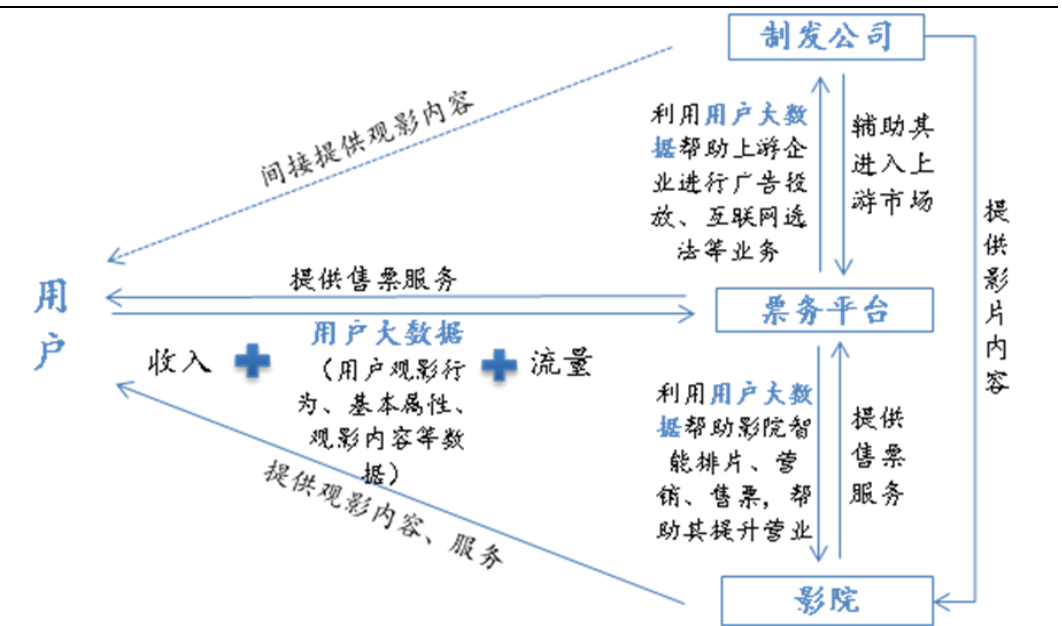 制发公司
间接提供观影内容
利用用户大数
据帮助上游企
业进行广告投
放、互联网选
法等业务
辅助其
进入上
游市场
提供影片内容
用户
提供售票服务
票务平台
收入
用户大数据
(用户观影行
为、基本属性、
观影内容等数
据)
流量
提供观影内容、服务
利用用户大数
据帮助影院智
能排片、营
销、售票,帮
助其提升营业
提供
售票
服务
影院